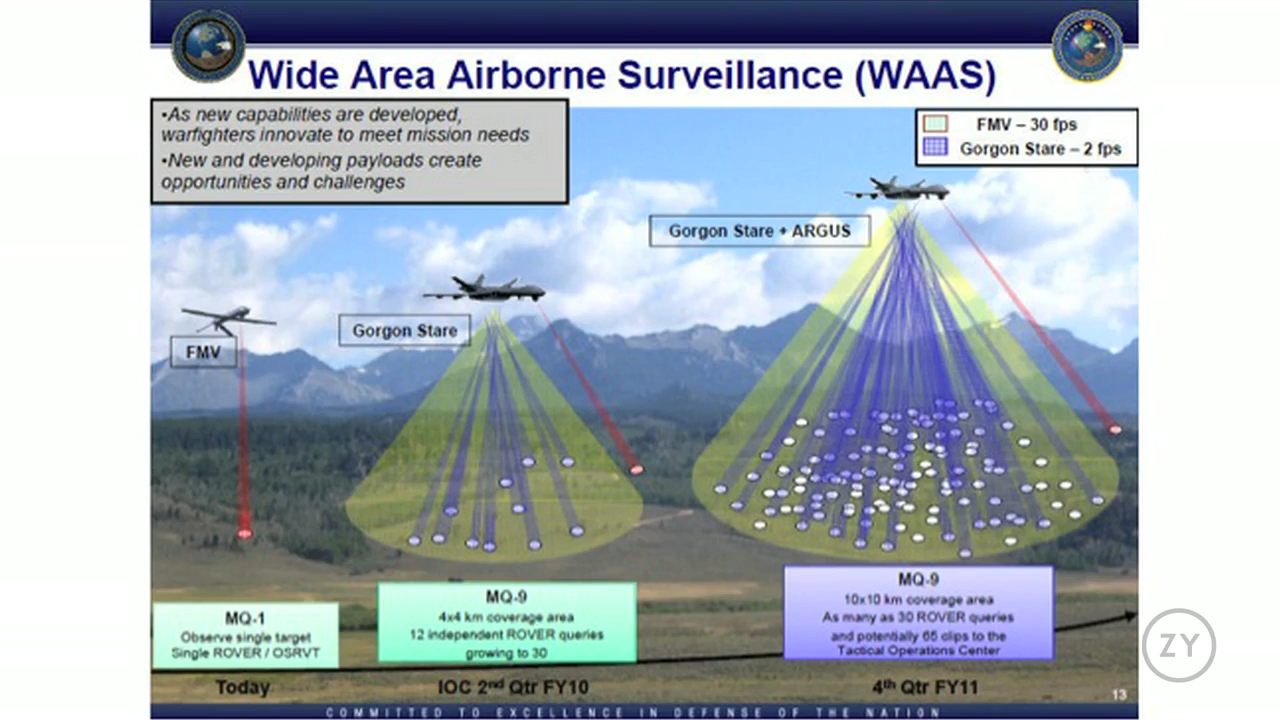 Wide Area Airborne Surveillance (WAAS)
•As new capabilities are developed,
warfighters innovate to meet mission needs
•New and developing payloads create
opportunities and challenges
FMV – 30 fps
Gorgon Stare – 2 fps
Gorgon Stare + ARGUS
Gorgon Stare
FMV
MQ-1
Observe single target
Single ROVER / OSRVT
MQ-9
4x4 km coverage area
12 independent ROVER queries
growing to 30
MQ-9
10x10 km coverage area
As many as 30 ROVER queries
and potentially 65 clips to the
Tactical Operations Center
Today
IOC 2nd Qtr FY10
4th Qtr FY11
13
COMMITTED TO EXCELLENCE IN DEFENSE OF THE NATION
ZY